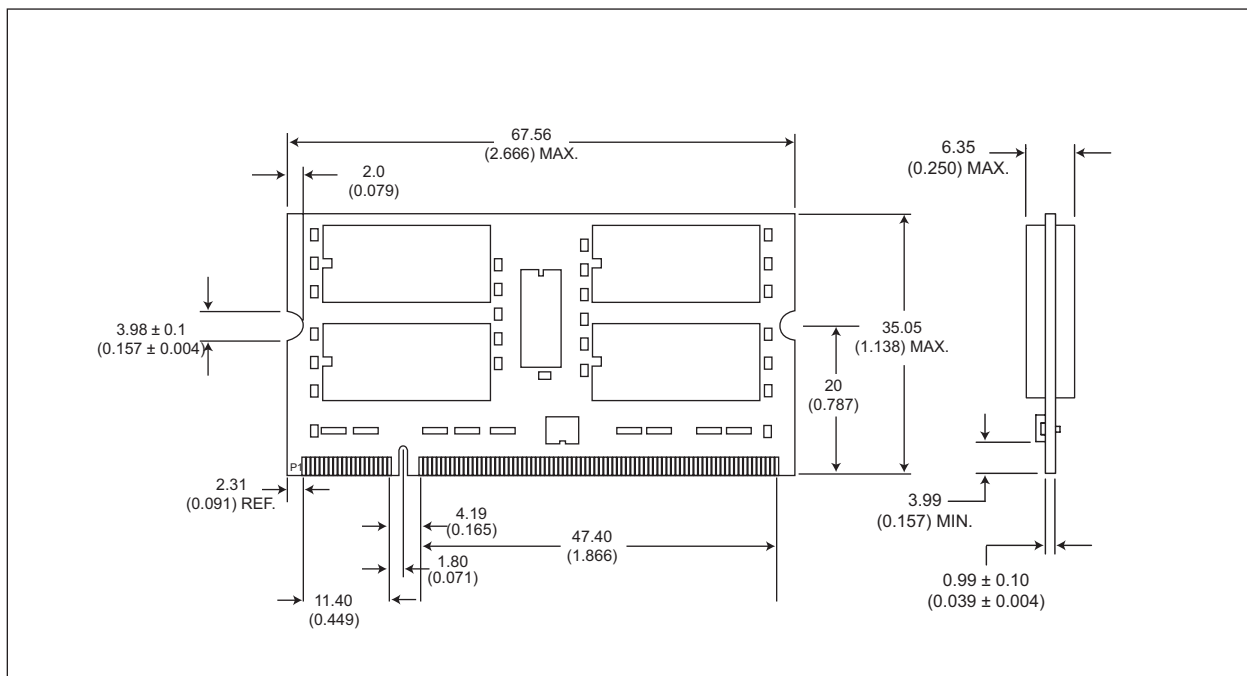 67.56
(2.666) MAX.
2.0
(0.079)
6.35
(0.250) MAX.
3.98 ± 0.1
(0.157 ± 0.004)
35.05
(1.138) MAX.
20
(0.787)
P1
2.31
(0.091) REF.
4.19
(0.165)
47.40
(1.866)
1.80
(0.071)
11.40
(0.449)
3.99
(0.157) MIN.
0.99 ± 0.10
(0.039 ± 0.004)